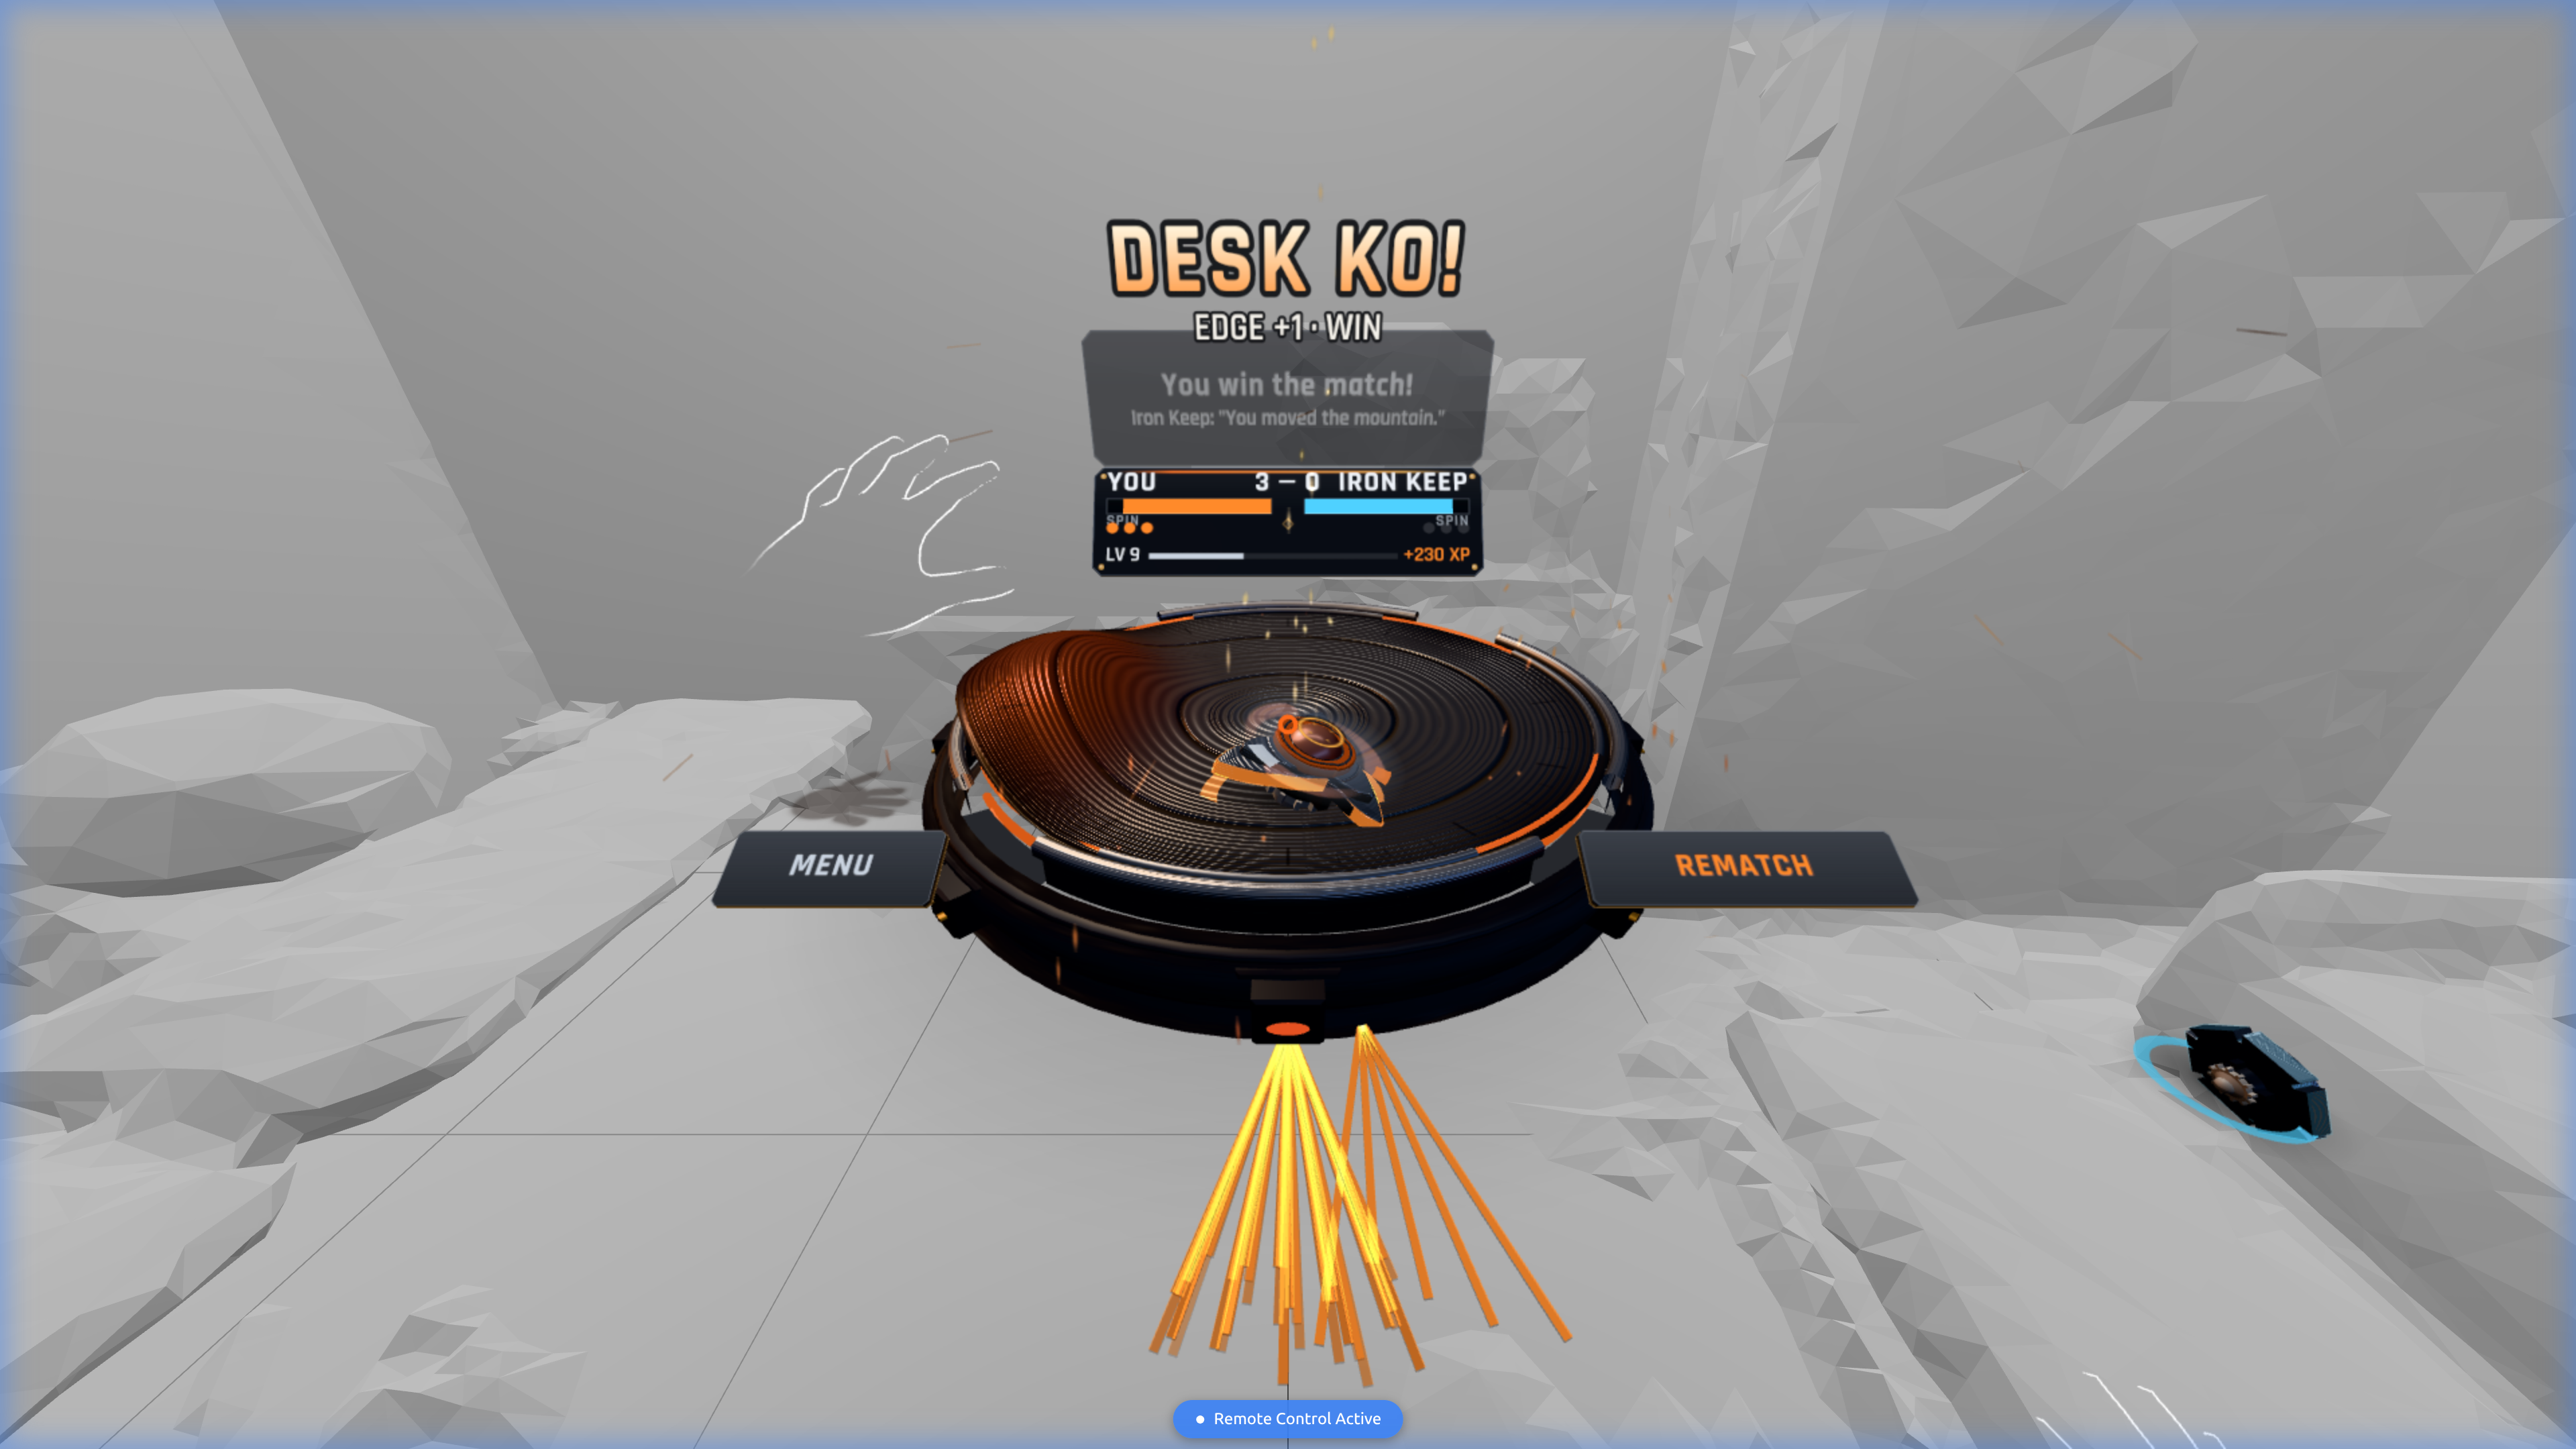 DESK KO!
EDGE +1 · WIN
You win the match!
Iron Keep: "You moved the mountain."
YOU 3 — 0 IRON KEEP
SPIN SPIN
LV 9 +230 XP
MENU REMATCH
Remote Control Active